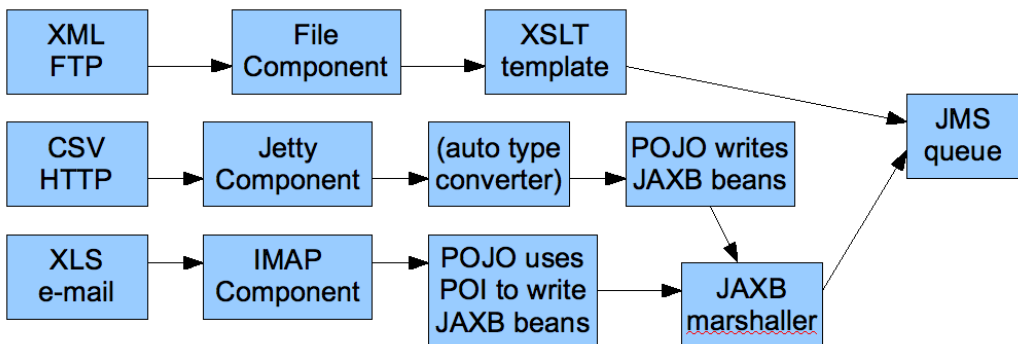 XML
FTP
File
Component
XSLT
template
JMS
queue
CSV
HTTP
Jetty
Component
(auto type
converter)
POJO writes
JAXB beans
XLS
e-mail
IMAP
Component
POJO uses
POI to write
JAXB beans
JAXB
marshaller